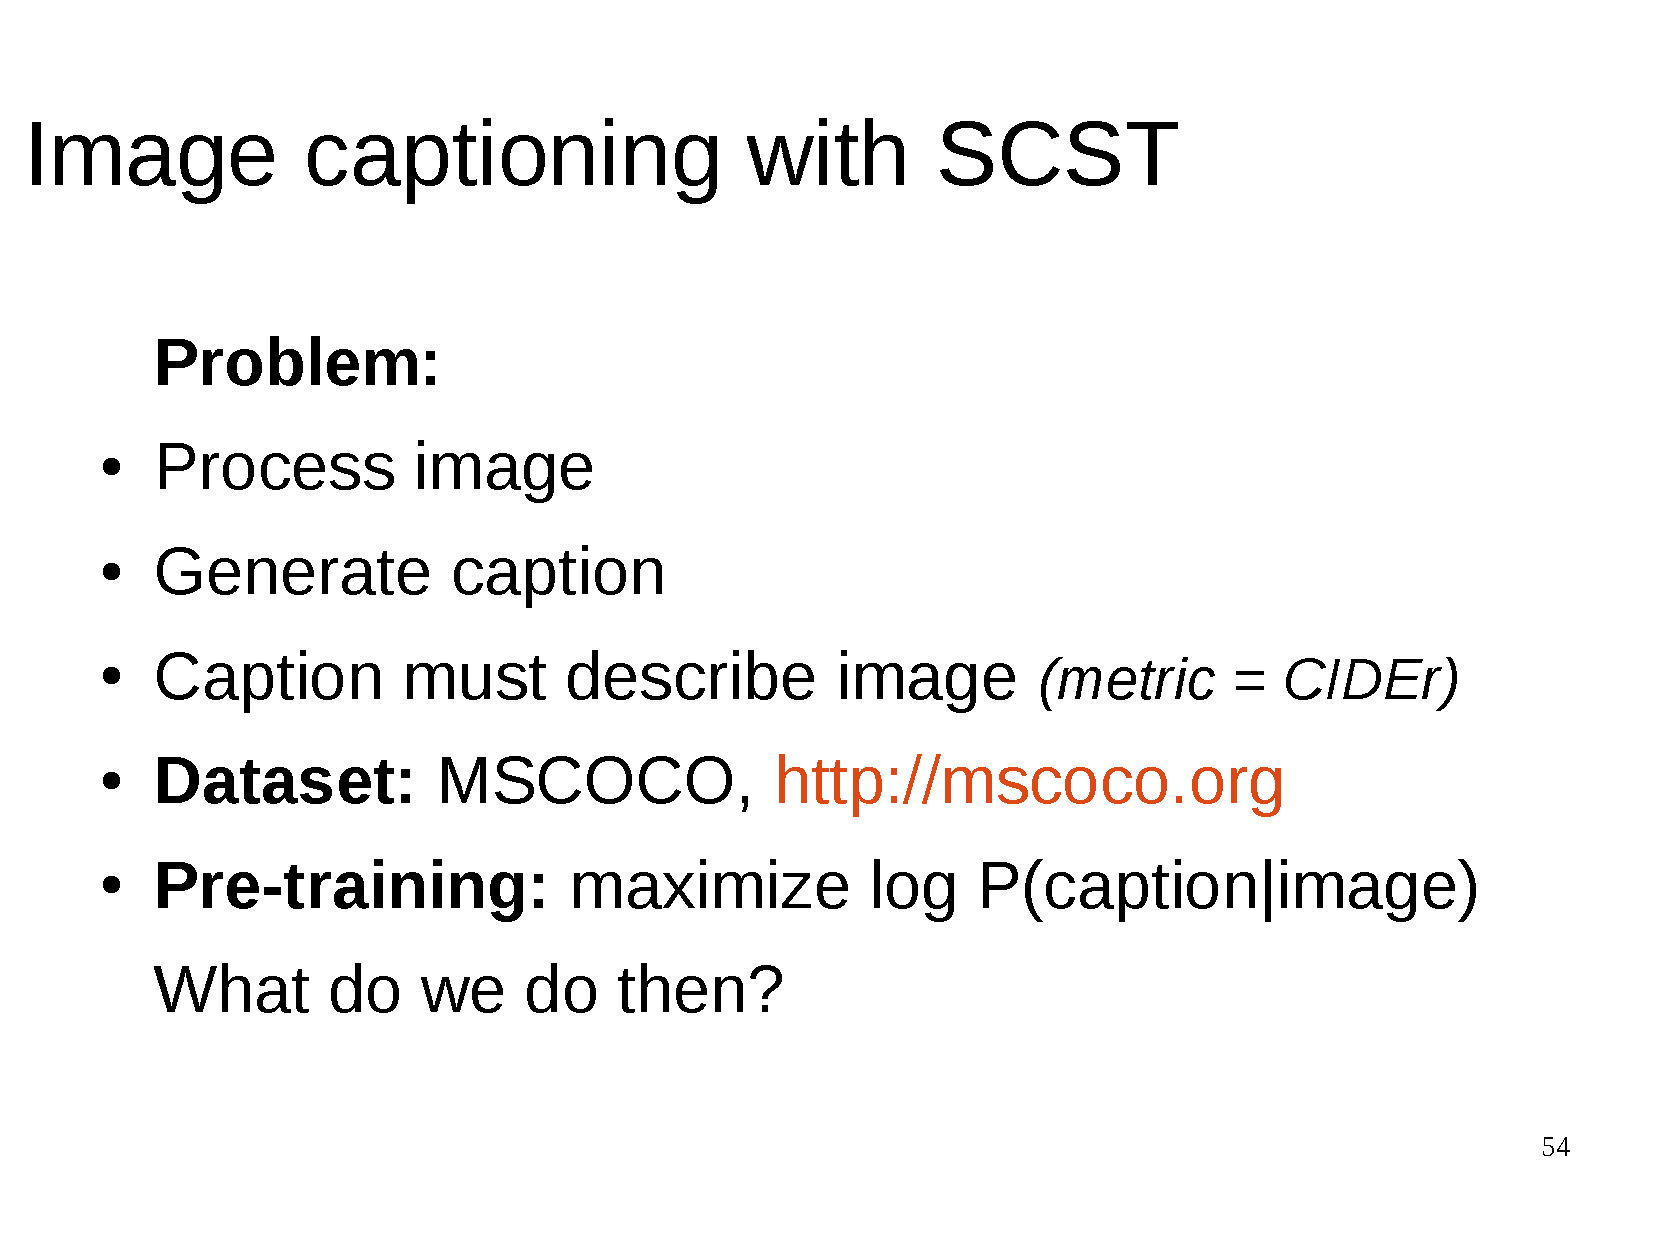 Image captioning with SCST
Problem:
● Process image
● Generate caption
● Caption must describe image (metric = CIDEr)
● Dataset: MSCOCO, http://mscoco.org
● Pre-training: maximize log P(caption|image)
What do we do then?
54